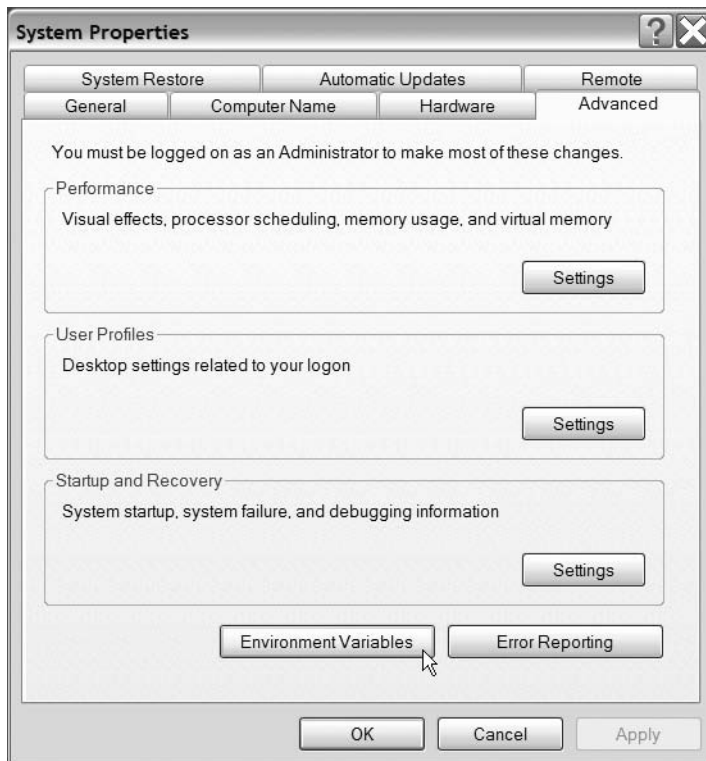 System Properties
System Restore Automatic Updates Remote
General Computer Name Hardware Advanced
You must be logged on as an Administrator to make most of these changes.
Performance
Visual effects, processor scheduling, memory usage, and virtual memory
Settings
User Profiles
Desktop settings related to your logon
Settings
Startup and Recovery
System startup, system failure, and debugging information
Settings
Environment Variables Error Reporting
OK Cancel Apply